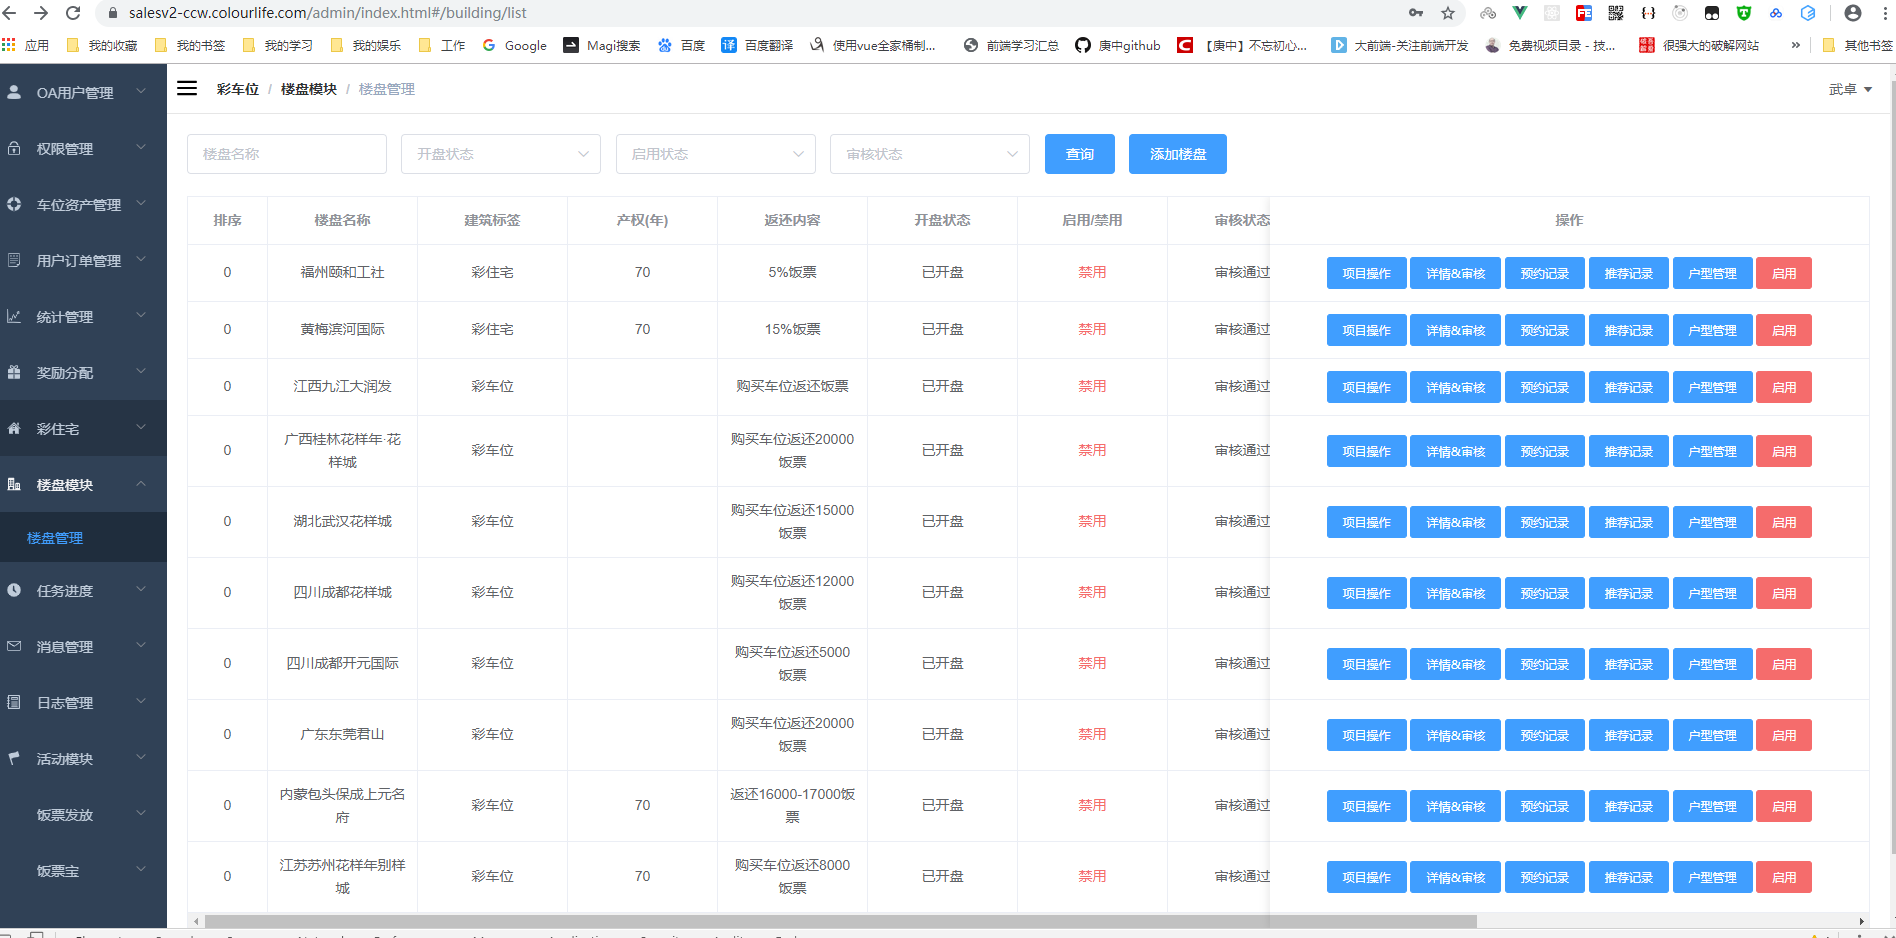 salesv2-ccw.colourlife.com/admin/index.html#/building/list
应用 我的收藏 我的书签 我的学习 我的娱乐 工作 Google Magi搜索 百度 百度翻译 使用vue全家桶制... 前端学习汇总 庚中github 【庚中】不忘初心... 大前端-关注前端开发 免费视频目录 - 技... 很强大的破解网站 » 其他书签
OA用户管理
权限管理
车位资产管理
用户订单管理
统计管理
奖励分配
彩住宅
楼盘模块
楼盘管理
任务进度
消息管理
日志管理
活动模块
饭票发放
饭票宝
彩车位 / 楼盘模块 / 楼盘管理
武卓
楼盘名称 开盘状态 启用状态 审核状态 查询 添加楼盘
排序 楼盘名称 建筑标签 产权(年) 返还内容 开盘状态 启用/禁用 审核状态 操作
0 福州颐和工社 彩住宅 70 5%饭票 已开盘 禁用 审核通过 项目操作 详情&审核 预约记录 推荐记录 户型管理 启用
0 黄梅滨河国际 彩住宅 70 15%饭票 已开盘 禁用 审核通过 项目操作 详情&审核 预约记录 推荐记录 户型管理 启用
0 江西九江大润发 彩车位 购买车位返还饭票 已开盘 禁用 审核通过 项目操作 详情&审核 预约记录 推荐记录 户型管理 启用
0 广西桂林花样年·花样城 彩车位 购买车位返还20000饭票 已开盘 禁用 审核通过 项目操作 详情&审核 预约记录 推荐记录 户型管理 启用
0 湖北武汉花样城 彩车位 购买车位返还15000饭票 已开盘 禁用 审核通过 项目操作 详情&审核 预约记录 推荐记录 户型管理 启用
0 四川成都花样城 彩车位 购买车位返还12000饭票 已开盘 禁用 审核通过 项目操作 详情&审核 预约记录 推荐记录 户型管理 启用
0 四川成都开元国际 彩车位 购买车位返还5000饭票 已开盘 禁用 审核通过 项目操作 详情&审核 预约记录 推荐记录 户型管理 启用
0 广东东莞君山 彩车位 购买车位返还20000饭票 已开盘 禁用 审核通过 项目操作 详情&审核 预约记录 推荐记录 户型管理 启用
0 内蒙包头保成上元名府 彩车位 70 返还16000-17000饭票 已开盘 禁用 审核通过 项目操作 详情&审核 预约记录 推荐记录 户型管理 启用
0 江苏苏州花样年别样城 彩车位 70 购买车位返还8000饭票 已开盘 禁用 审核通过 项目操作 详情&审核 预约记录 推荐记录 户型管理 启用